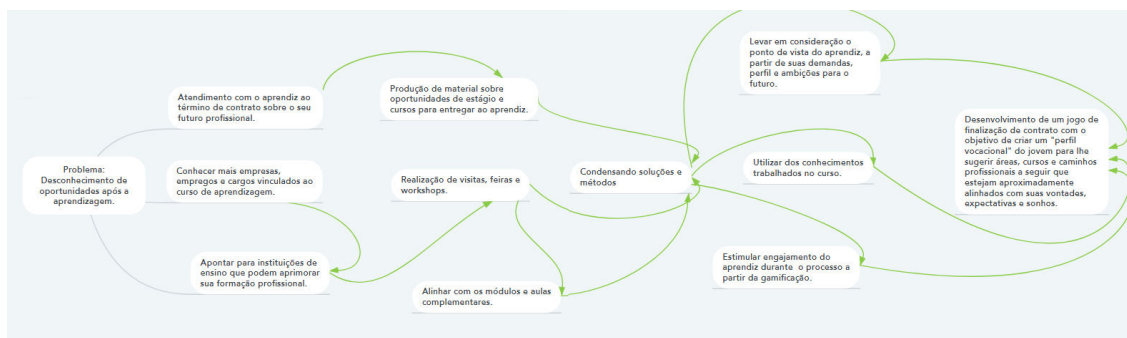 Problema:
Desconhecimento de
oportunidades após a
aprendizagem.
Atendimento com o aprendiz ao
término de contrato sobre o seu
futuro profissional.
Conhecer mais empresas,
empregos e cargos vinculados ao
curso de aprendizagem.
Apontar para instituições de
ensino que podem aprimorar
sua formação profissional.
Produção de material sobre
oportunidades de estágio e
cursos para entregar ao aprendiz.
Realização de visitas, feiras e
workshops.
Alinhar com os módulos e aulas
complementares.
Condensando soluções e
métodos
Levar em consideração o
ponto de vista do aprendiz, a
partir de suas demandas,
perfil e ambições para o
futuro.
Utilizar dos conhecimentos
trabalhados no curso.
Estimular engajamento do
aprendiz durante o processo a
partir da gamificação.
Desenvolvimento de um jogo de
finalização de contrato com o
objetivo de criar um "perfil
vocacional" do jovem para lhe
sugerir áreas, cursos e caminhos
profissionais a seguir que
estejam aproximadamente
alinhados com suas vontades,
expectativas e sonhos.